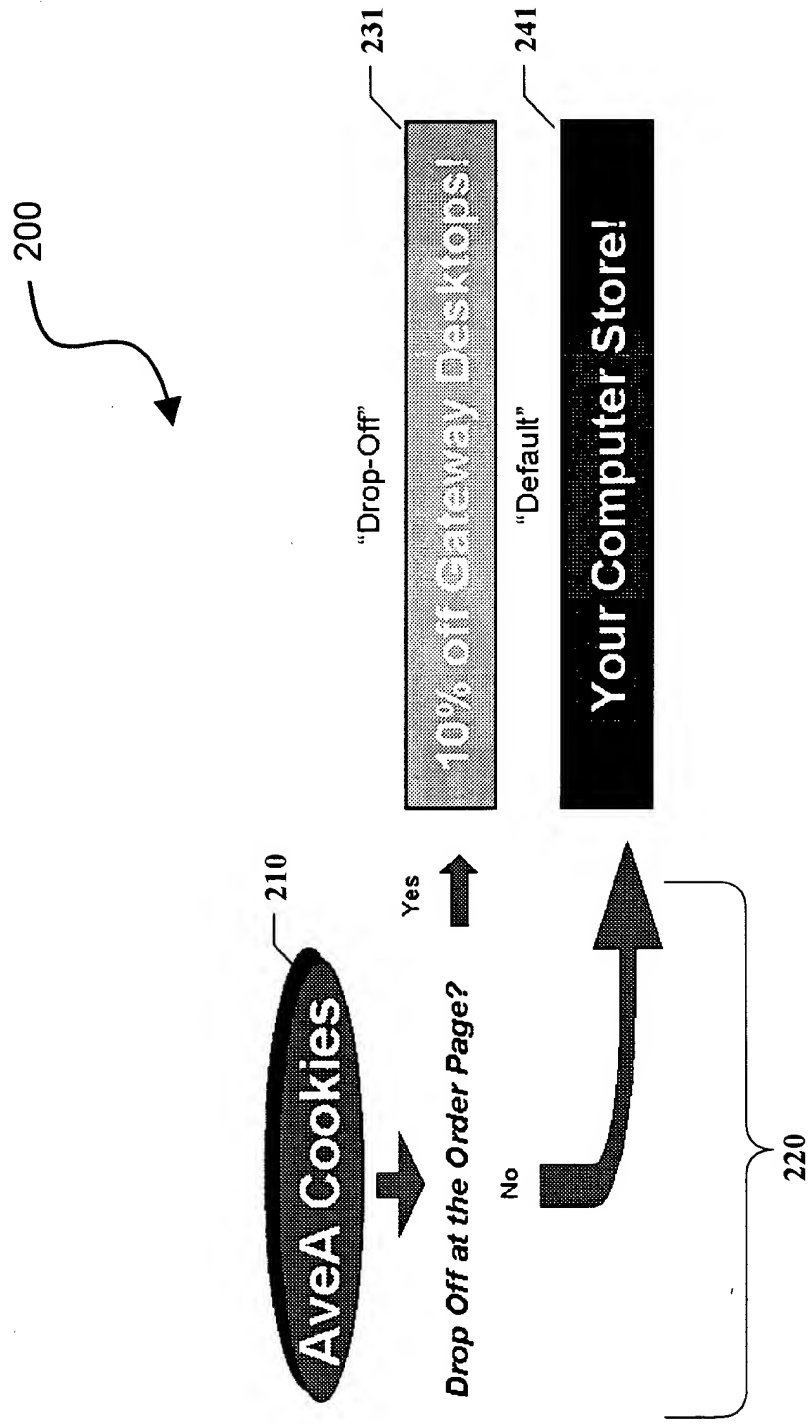 200
210
AveA Cookies
Drop Off at the Order Page?
Yes
No
220
“Drop-Off”
231
10% off Gateway Desktops!
“Default”
241
Your Computer Store!